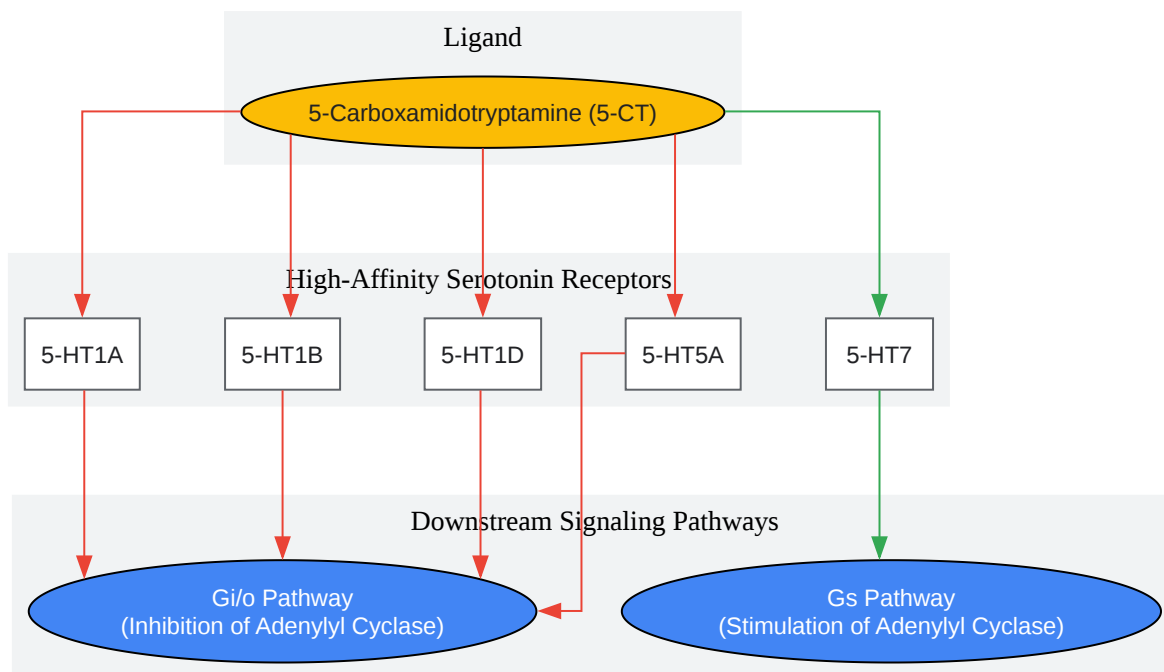 Ligand
5-Carboxamidotryptamine (5-CT)
High-Affinity Serotonin Receptors
5-HT1A
5-HT1B
5-HT1D
5-HT5A
5-HT7
Downstream Signaling Pathways
Gi/o Pathway
(Inhibition of Adenylyl Cyclase)
Gs Pathway
(Stimulation of Adenylyl Cyclase)